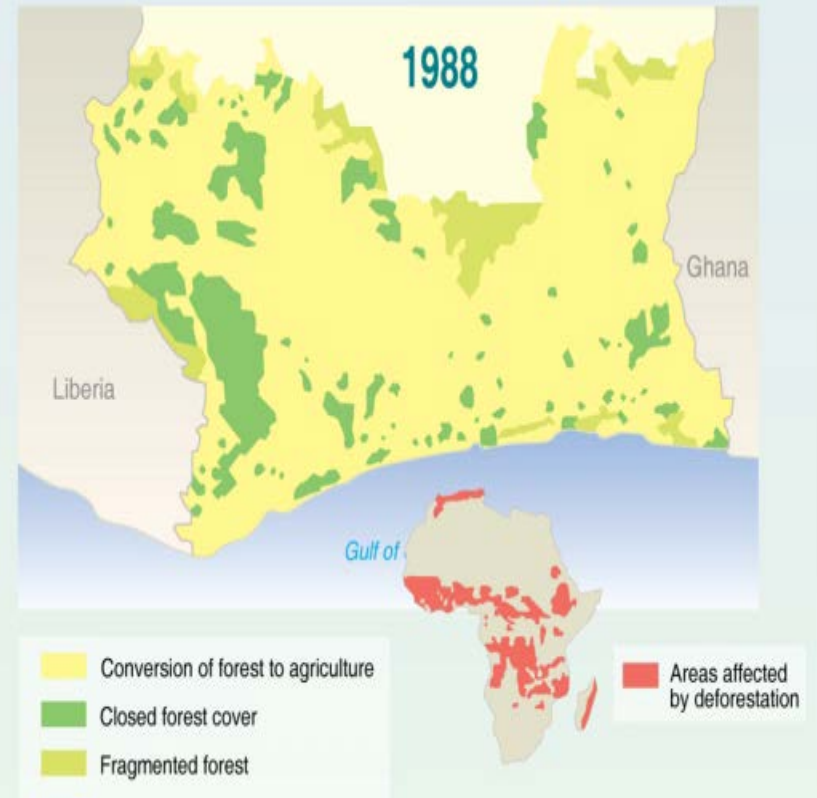 1988
Ghana
Liberia
Gulf of
Conversion of forest to agriculture
Closed forest cover
Fragmented forest
Areas affected
by deforestation